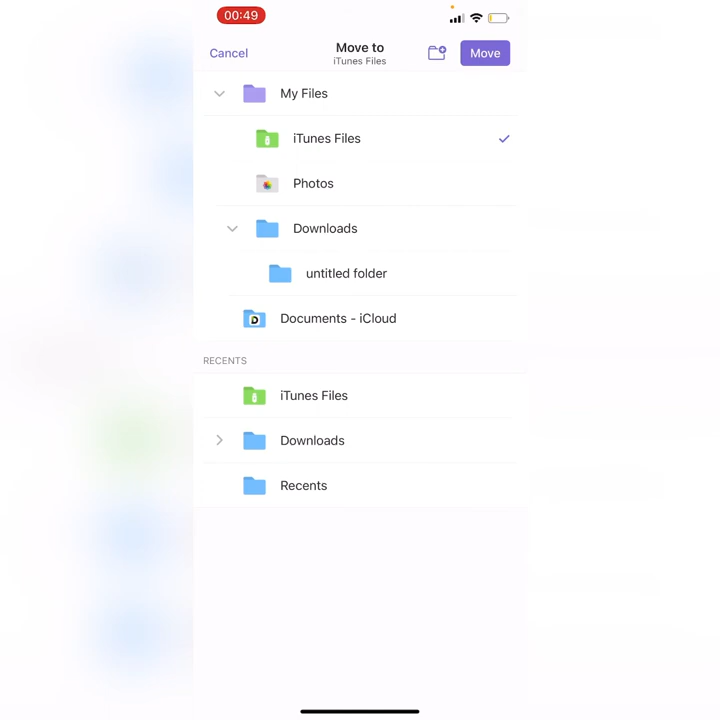 00:49
Cancel
Move to
iTunes Files
Move
My Files
iTunes Files
Photos
Downloads
untitled folder
Documents - iCloud
RECENTS
iTunes Files
Downloads
Recents